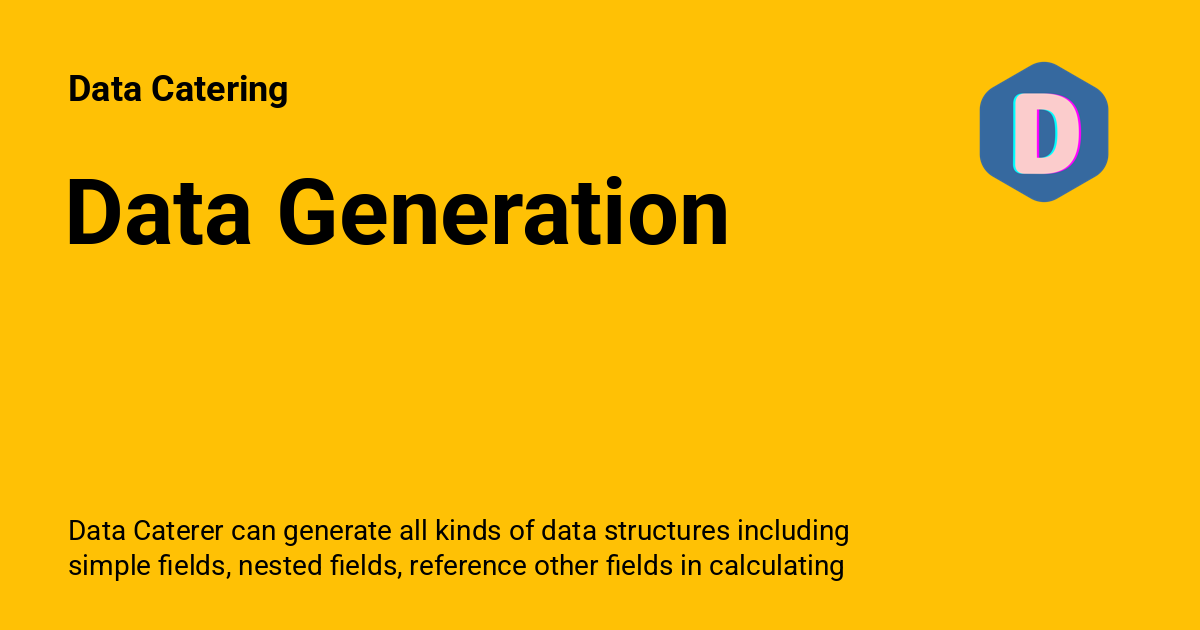 Data Catering
D
Data Generation
Data Caterer can generate all kinds of data structures including
simple fields, nested fields, reference other fields in calculating